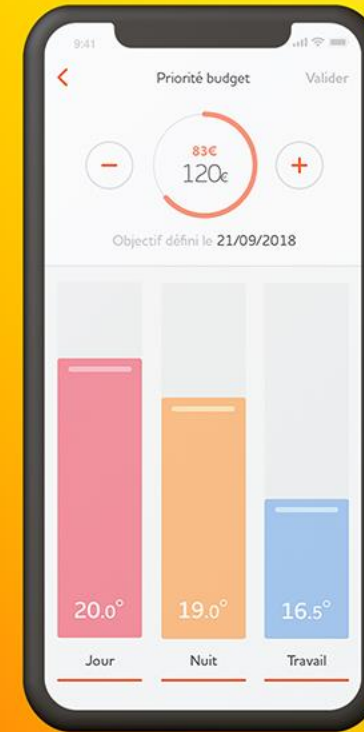 9:41
Priorité budget
Valider
83€
120€
Objectif défini le 21/09/2018
20.0°
19.0°
16.5°
Jour
Nuit
Travail